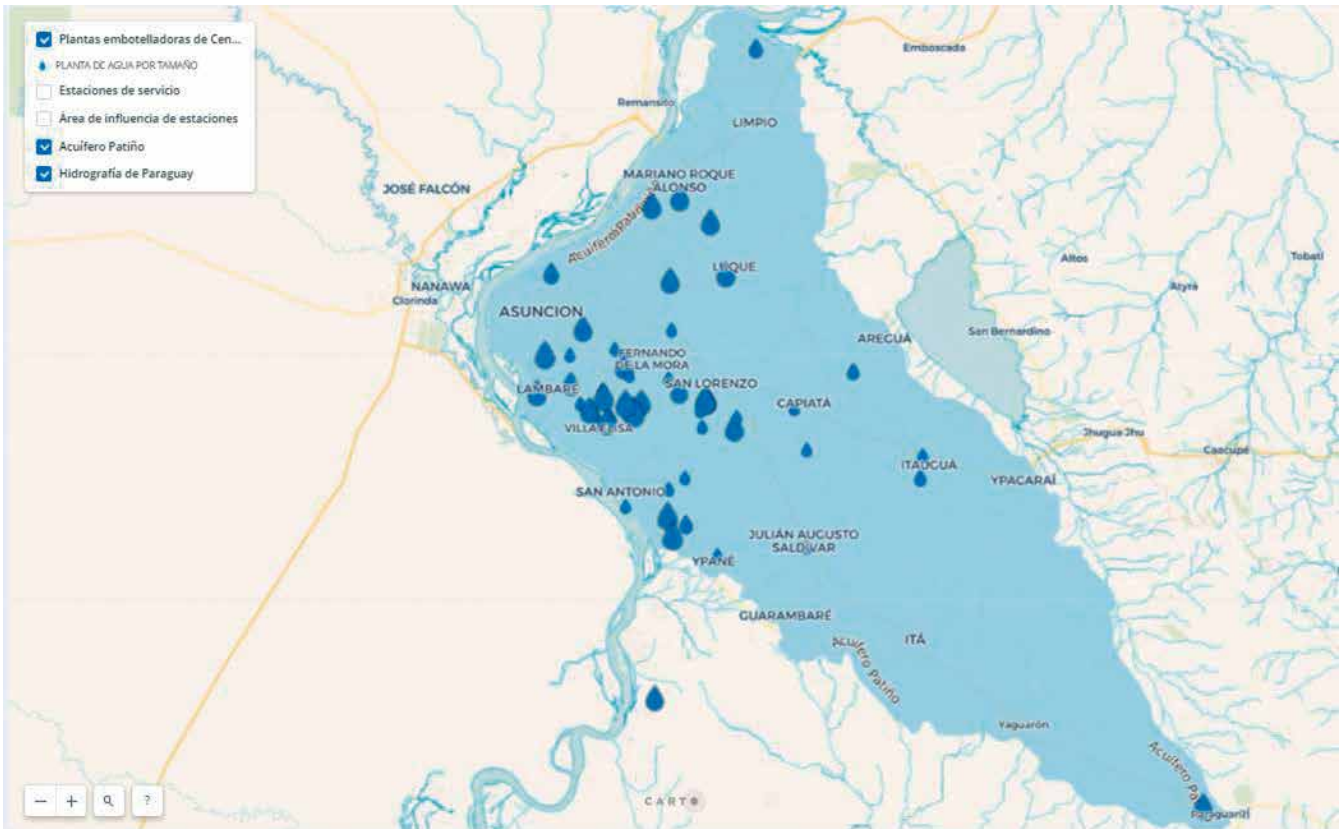 Plantas embotelladoras de Cen...
PLANTA DE AGUA POR TAMAÑO
Estaciones de servicio
Área de influencia de estaciones
Acuífero Patiño
Hidrografía de Paraguay
Emboscada
Remansito
LIMPIO
MARIANO ROQUE
ALONSO
JOSÉ FALCÓN
Acuífero Patiño
LUQUE
Altos
Tobatí
NANAWA
Clorinda
Atyrá
ASUNCION
San Bernardino
AREGUÁ
FERNANDO
DE LA MORA
LAMBARÉ
SAN LORENZO
CAPIATÁ
VILLA ELISA
Jhugua Jhu
Caacupé
ITAUGUÁ
YPACARAÍ
SAN ANTONIO
JULIÁN AUGUSTO
SALDÍVAR
YPANÉ
GUARAMBARÉ
ITÁ
Acuífero Patiño
Yaguarón
Acuífero Pa
Paraguarí
− + ?
CARTO